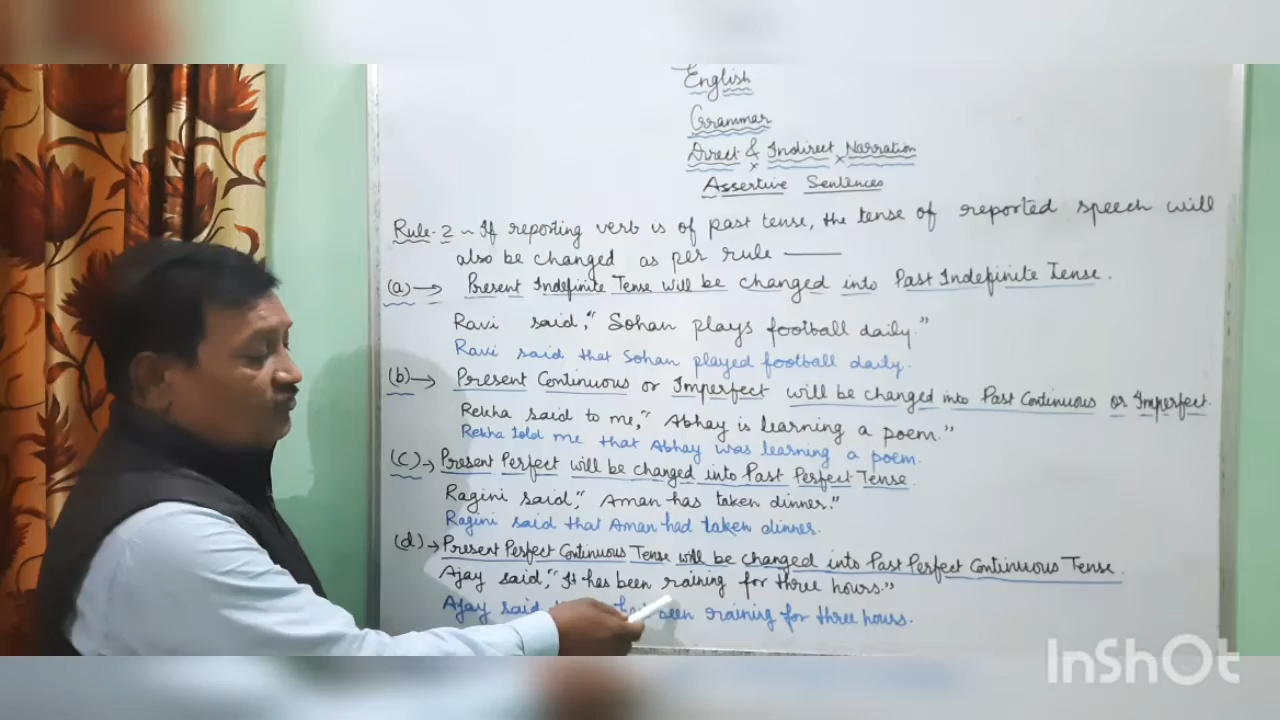 English
Grammar
Direct & Indirect Narration
Assertive Sentences
Rule-2 ~ If reporting verb is of past tense, the tense of reported speech will
also be changed as per rule —
(a) → Present Indefinite Tense will be changed into Past Indefinite Tense.
Ravi said, "Sohan plays football daily."
Ravi said that Sohan played football daily.
(b) → Present Continuous or Imperfect will be changed into Past Continuous or Imperfect.
Rekha said to me, "Abhay is learning a poem."
Rekha told me that Abhay was learning a poem.
(C) → Present Perfect will be changed into Past Perfect Tense
Ragini said, "Aman has taken dinner."
Ragini said that Aman had taken dinner.
(d) → Present Perfect Continuous Tense will be changed into Past Perfect Continuous Tense.
Ajay said, "It has been raining for three hours."
Ajay said been raining for three hours.
InShOt